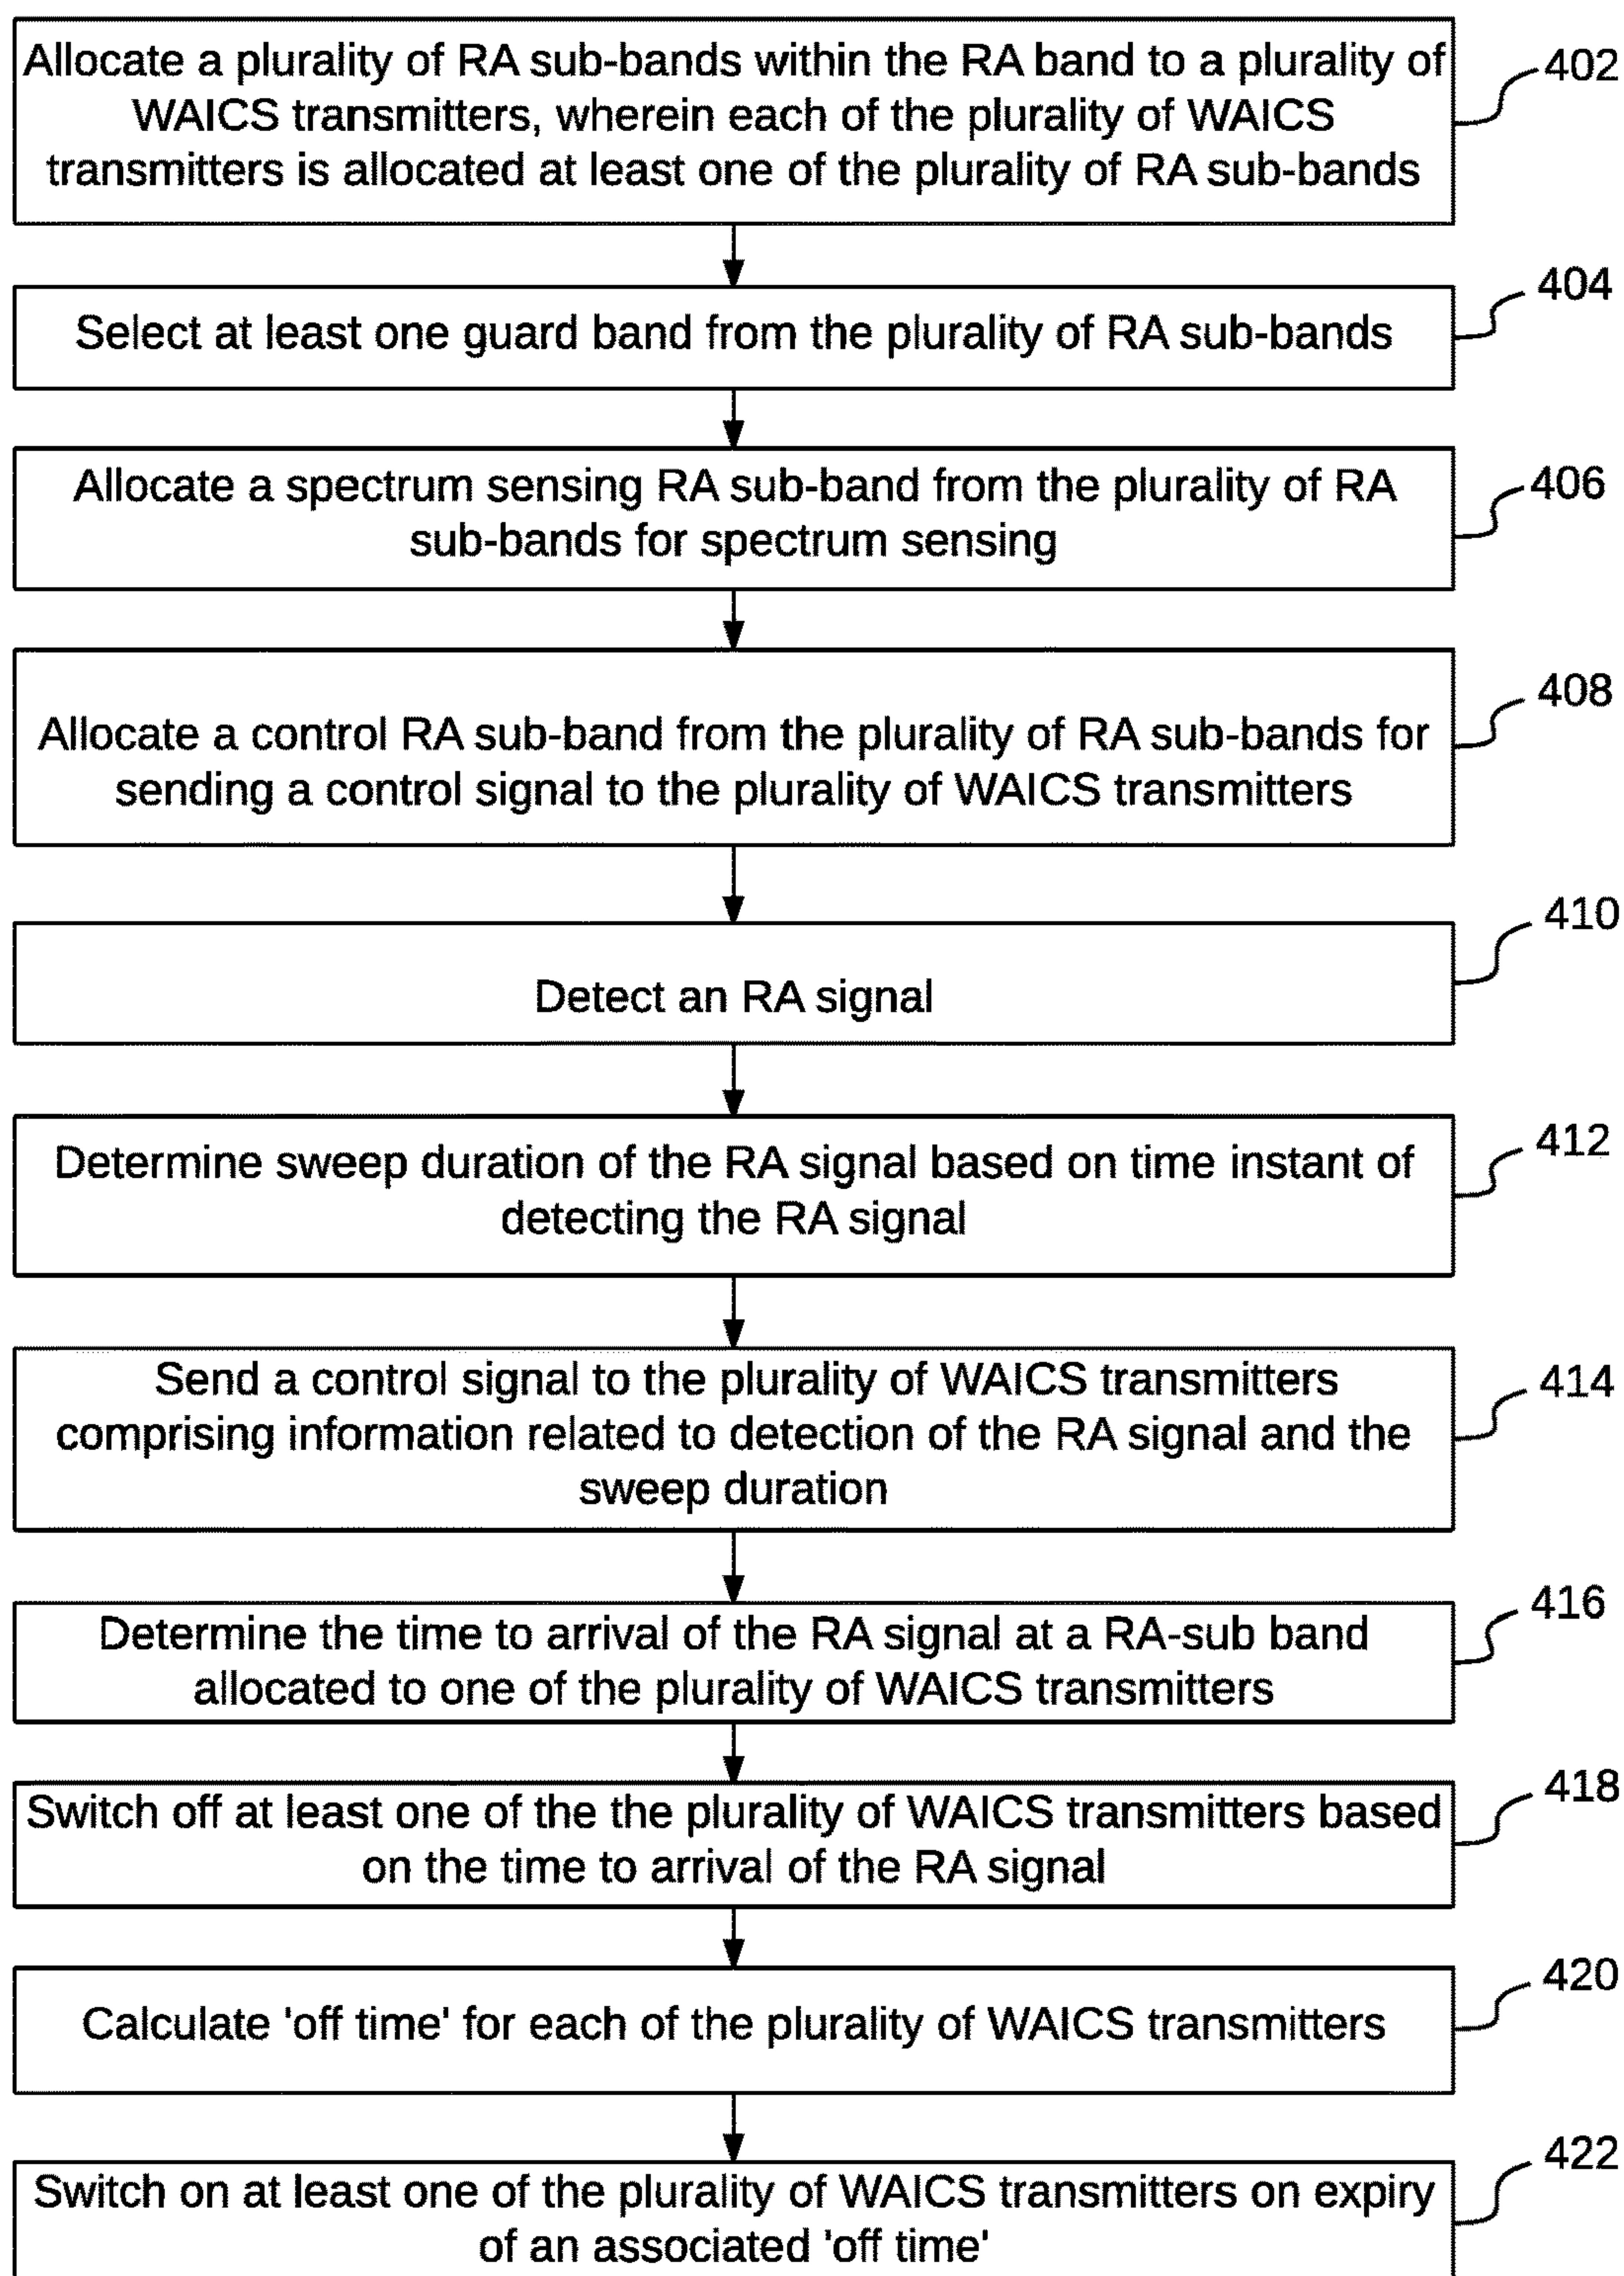 Allocate a plurality of RA sub-bands within the RA band to a plurality of
WAICS transmitters, wherein each of the plurality of WAICS
transmitters is allocated at least one of the plurality of RA sub-bands
402
Select at least one guard band from the plurality of RA sub-bands
404
Allocate a spectrum sensing RA sub-band from the plurality of RA
sub-bands for spectrum sensing
406
Allocate a control RA sub-band from the plurality of RA sub-bands for
sending a control signal to the plurality of WAICS transmitters
408
Detect an RA signal
410
Determine sweep duration of the RA signal based on time instant of
detecting the RA signal
412
Send a control signal to the plurality of WAICS transmitters
comprising information related to detection of the RA signal and the
sweep duration
414
Determine the time to arrival of the RA signal at a RA-sub band
allocated to one of the plurality of WAICS transmitters
416
Switch off at least one of the the plurality of WAICS transmitters based
on the time to arrival of the RA signal
418
Calculate 'off time' for each of the plurality of WAICS transmitters
420
Switch on at least one of the plurality of WAICS transmitters on expiry
of an associated 'off time'
422